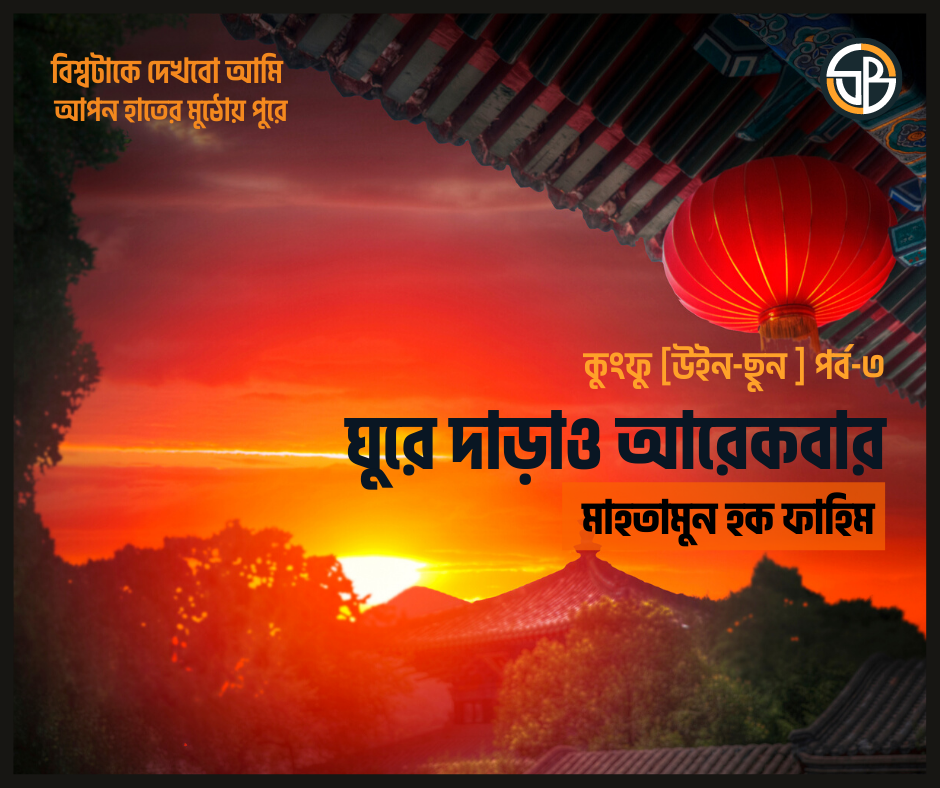 বিশ্বটাকে দেখবো আমি
আপন হাতের মুঠোয় পুরে
কুংফু [উইন-ছুন ] পর্ব-৩
ঘুরে দাড়াও আরেকবার
মাহতামুন হক ফাহিম